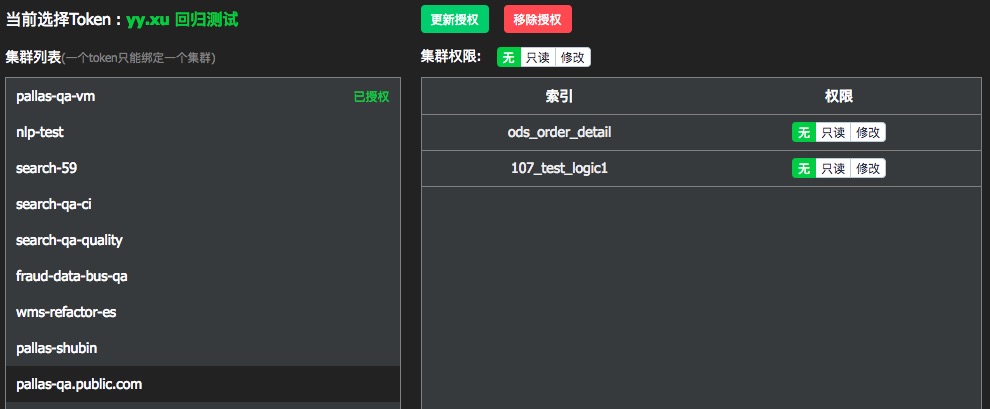 当前选择Token：yy.xu 回归测试
更新授权 移除授权
集群列表(一个token只能绑定一个集群)
集群权限: 无 只读 修改
pallas-qa-vm 已授权
nlp-test
search-59
search-qa-ci
search-qa-quality
fraud-data-bus-qa
wms-refactor-es
pallas-shubin
pallas-qa.public.com
索引 权限
ods_order_detail 无 只读 修改
107_test_logic1 无 只读 修改